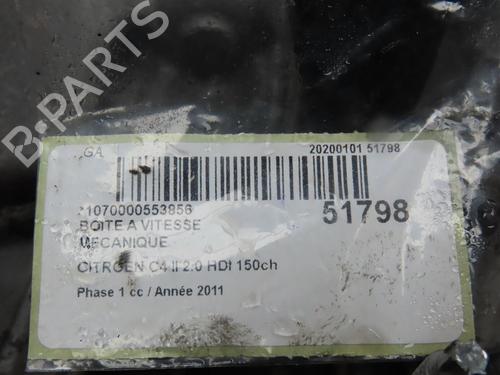 B-PARTS
GA
20200101 51798
21070000553956
51798
BOITE A VITESSE
MECANIQUE
CITROEN C4 II 2.0 HDI 150ch
Phase 1 cc / Année 2011